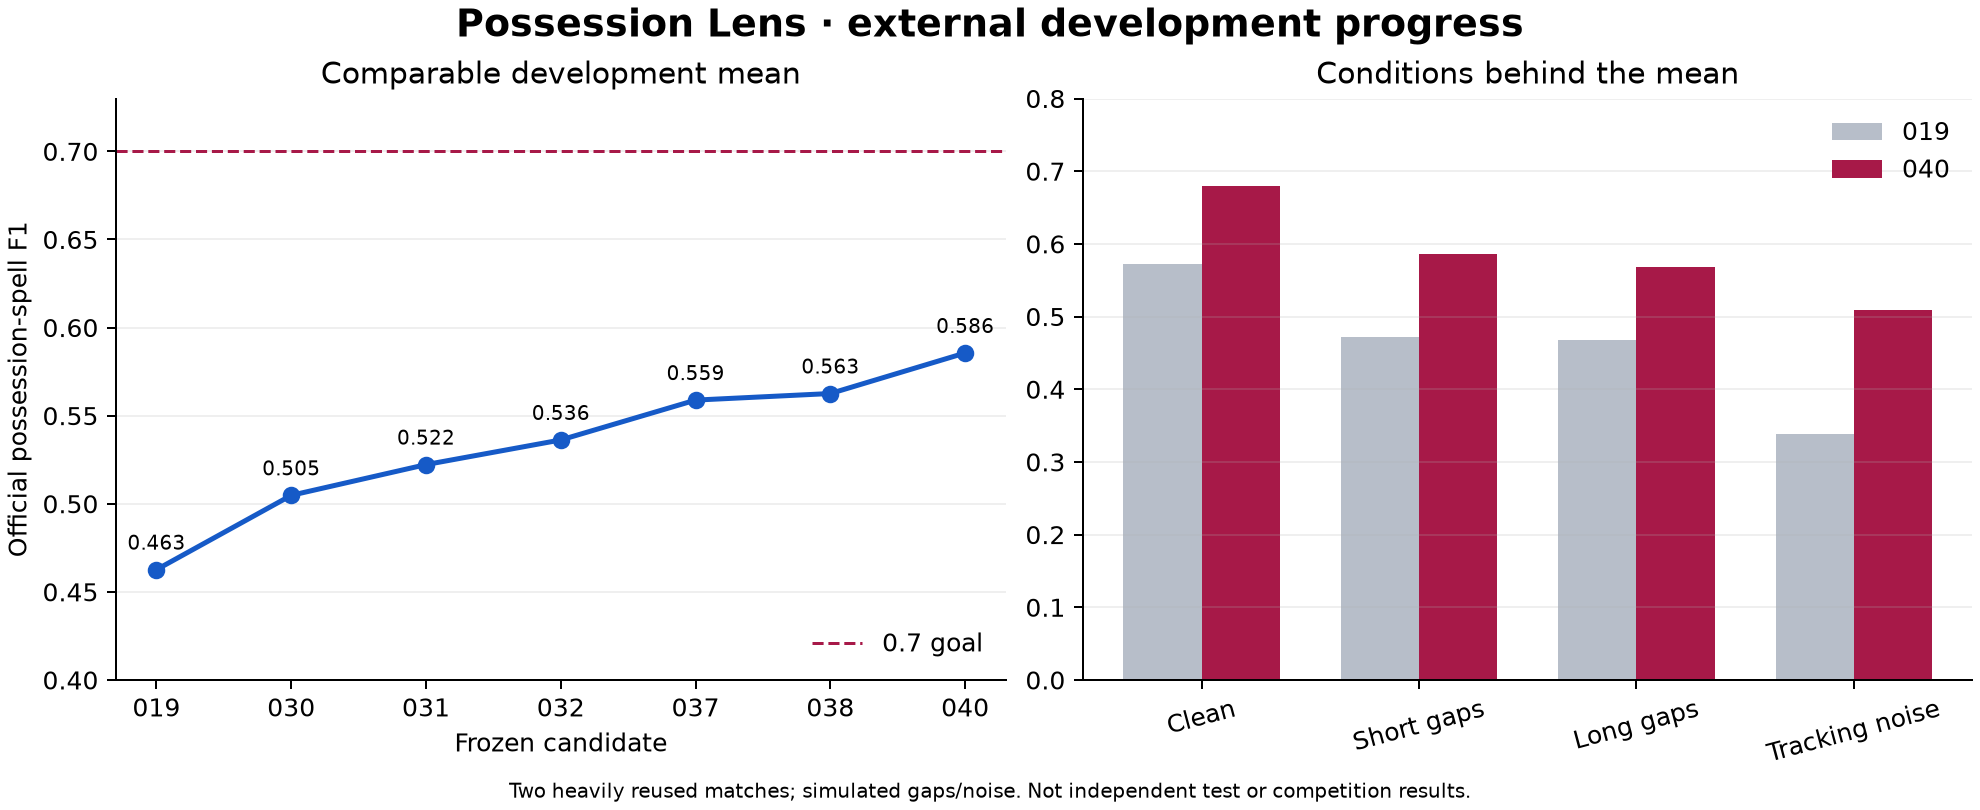 Possession Lens · external development progress
Comparable development mean
Official possession-spell F1
0.70
0.65
0.60
0.55
0.50
0.45
0.40
0.463
0.505
0.522
0.536
0.559
0.563
0.586
0.7 goal
019
030
031
032
037
038
040
Frozen candidate
Conditions behind the mean
0.8
0.7
0.6
0.5
0.4
0.3
0.2
0.1
0.0
019
040
Clean
Short gaps
Long gaps
Tracking noise
Two heavily reused matches; simulated gaps/noise. Not independent test or competition results.